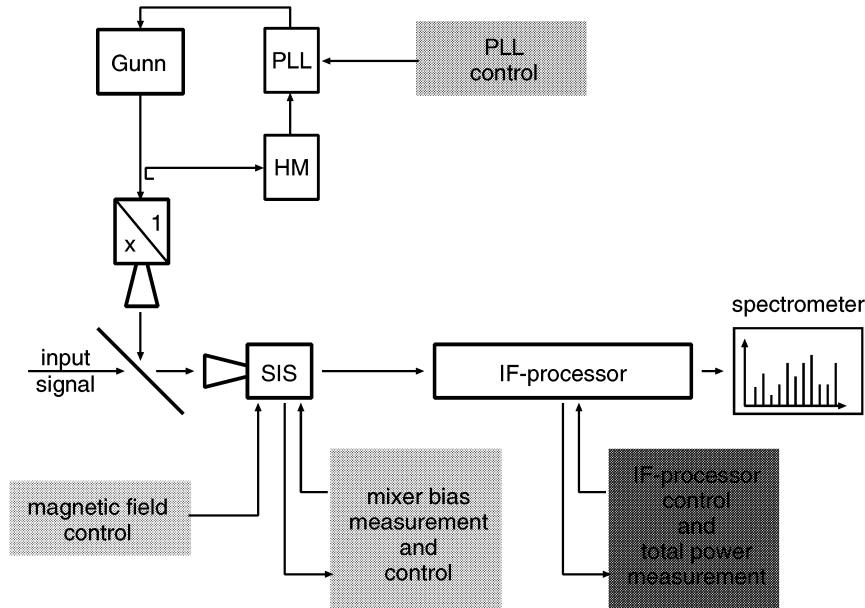 Gunn
PLL
PLL
control
HM
1
x
spectrometer
input
signal
SIS
IF-processor
magnetic field
control
mixer bias
measurement
and
control
IF-processor
control
and
total power
measurement